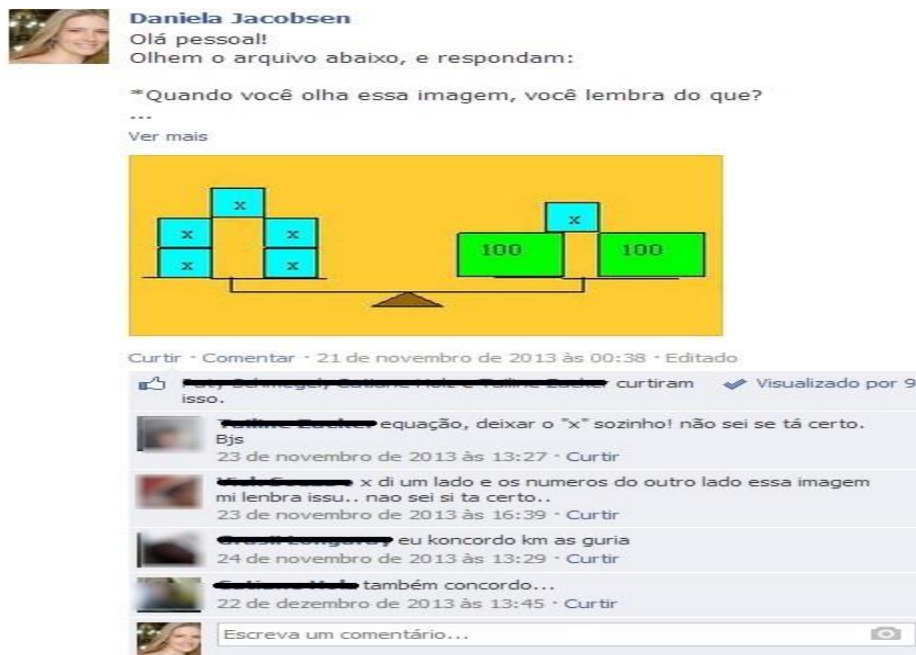 Daniela Jacobsen
Olá pessoal!
Olhem o arquivo abaixo, e respondam:
*Quando você olha essa imagem, você lembra do que?
...
Ver mais
x
x x
x x
x
100 100
Curtir · Comentar · 21 de novembro de 2013 às 00:38 · Editado
curtiram Visualizado por 9
isso.
equação, deixar o "x" sozinho! não sei se tá certo.
Bjs
23 de novembro de 2013 às 13:27 · Curtir
x di um lado e os numeros do outro lado essa imagem
mi lenbra issu.. nao sei si ta certo..
23 de novembro de 2013 às 16:39 · Curtir
eu koncordo km as guria
24 de novembro de 2013 às 13:29 · Curtir
também concordo...
22 de dezembro de 2013 às 13:45 · Curtir
Escreva um comentário...